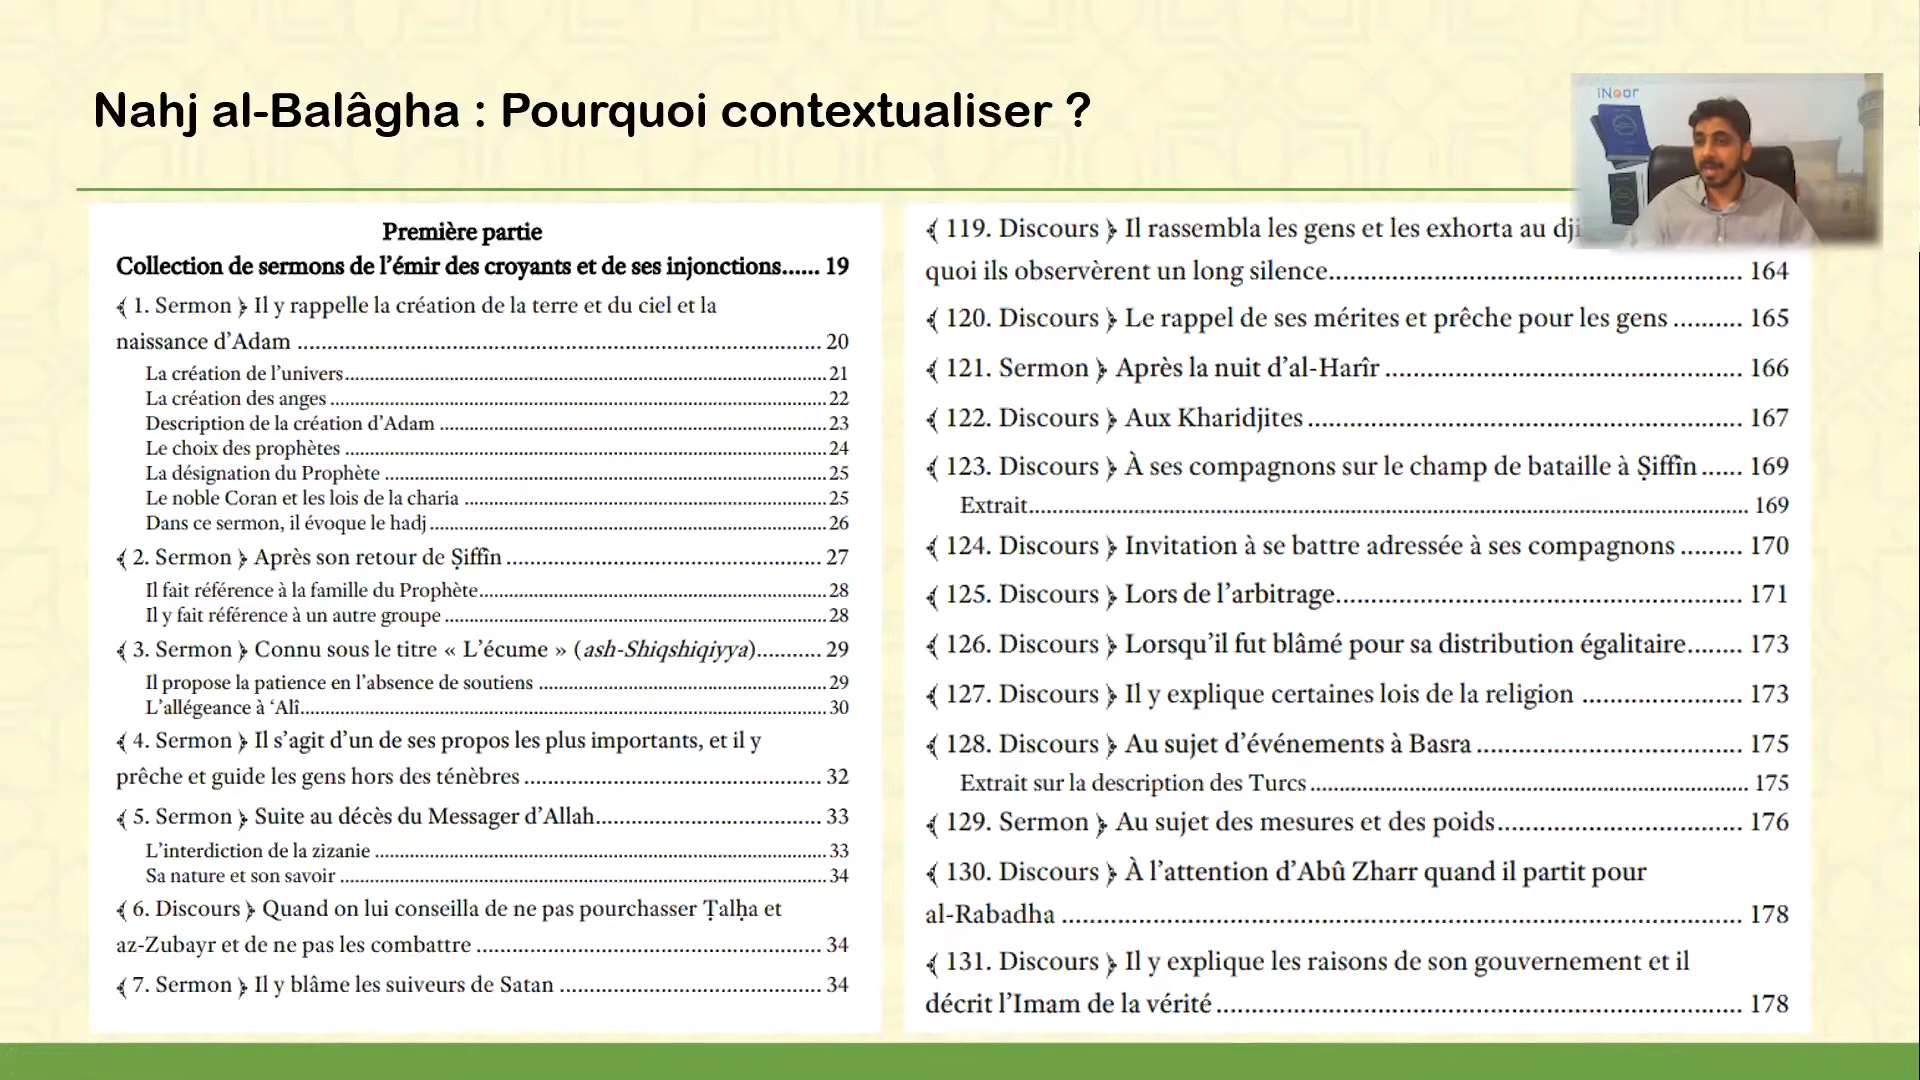 Nahj al-Balâgha : Pourquoi contextualiser ?
iNoor
Première partie
Collection de sermons de l’émir des croyants et de ses injonctions...... 19
﴾ 1. Sermon ﴿ Il y rappelle la création de la terre et du ciel et la
naissance d’Adam ........ 20
La création de l’univers........ 21
La création des anges ........ 22
Description de la création d’Adam ........ 23
Le choix des prophètes ........ 24
La désignation du Prophète ........ 25
Le noble Coran et les lois de la charia ........ 25
Dans ce sermon, il évoque le hadj ........ 26
﴾ 2. Sermon ﴿ Après son retour de Ṣiffîn ........ 27
Il fait référence à la famille du Prophète........ 28
Il y fait référence à un autre groupe ........ 28
﴾ 3. Sermon ﴿ Connu sous le titre « L’écume » (ash-Shiqshiqiyya)........... 29
Il propose la patience en l’absence de soutiens ........ 29
L’allégeance à ‘Alî........ 30
﴾ 4. Sermon ﴿ Il s’agit d’un de ses propos les plus importants, et il y
prêche et guide les gens hors des ténèbres ........ 32
﴾ 5. Sermon ﴿ Suite au décès du Messager d’Allah........ 33
L’interdiction de la zizanie ........ 33
Sa nature et son savoir ........ 34
﴾ 6. Discours ﴿ Quand on lui conseilla de ne pas pourchasser Ṭalḥa et
az-Zubayr et de ne pas les combattre ........ 34
﴾ 7. Sermon ﴿ Il y blâme les suiveurs de Satan ........ 34
﴾ 119. Discours ﴿ Il rassembla les gens et les exhorta au dji
quoi ils observèrent un long silence........ 164
﴾ 120. Discours ﴿ Le rappel de ses mérites et prêche pour les gens .......... 165
﴾ 121. Sermon ﴿ Après la nuit d’al-Harîr ........ 166
﴾ 122. Discours ﴿ Aux Kharidjites ........ 167
﴾ 123. Discours ﴿ À ses compagnons sur le champ de bataille à Ṣiffîn...... 169
Extrait........ 169
﴾ 124. Discours ﴿ Invitation à se battre adressée à ses compagnons ......... 170
﴾ 125. Discours ﴿ Lors de l’arbitrage........ 171
﴾ 126. Discours ﴿ Lorsqu’il fut blâmé pour sa distribution égalitaire........ 173
﴾ 127. Discours ﴿ Il y explique certaines lois de la religion ........ 173
﴾ 128. Discours ﴿ Au sujet d’événements à Basra ........ 175
Extrait sur la description des Turcs ........ 175
﴾ 129. Sermon ﴿ Au sujet des mesures et des poids........ 176
﴾ 130. Discours ﴿ À l’attention d’Abû Zharr quand il partit pour
al-Rabadha ........ 178
﴾ 131. Discours ﴿ Il y explique les raisons de son gouvernement et il
décrit l’Imam de la vérité ........ 178